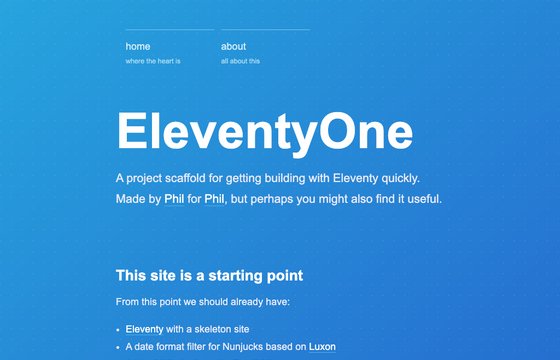 home
where the heart is
about
all about this
EleventyOne
A project scaffold for getting building with Eleventy quickly.
Made by Phil for Phil, but perhaps you might also find it useful.
This site is a starting point
From this point we should already have:
• Eleventy with a skeleton site
• A date format filter for Nunjucks based on Luxon